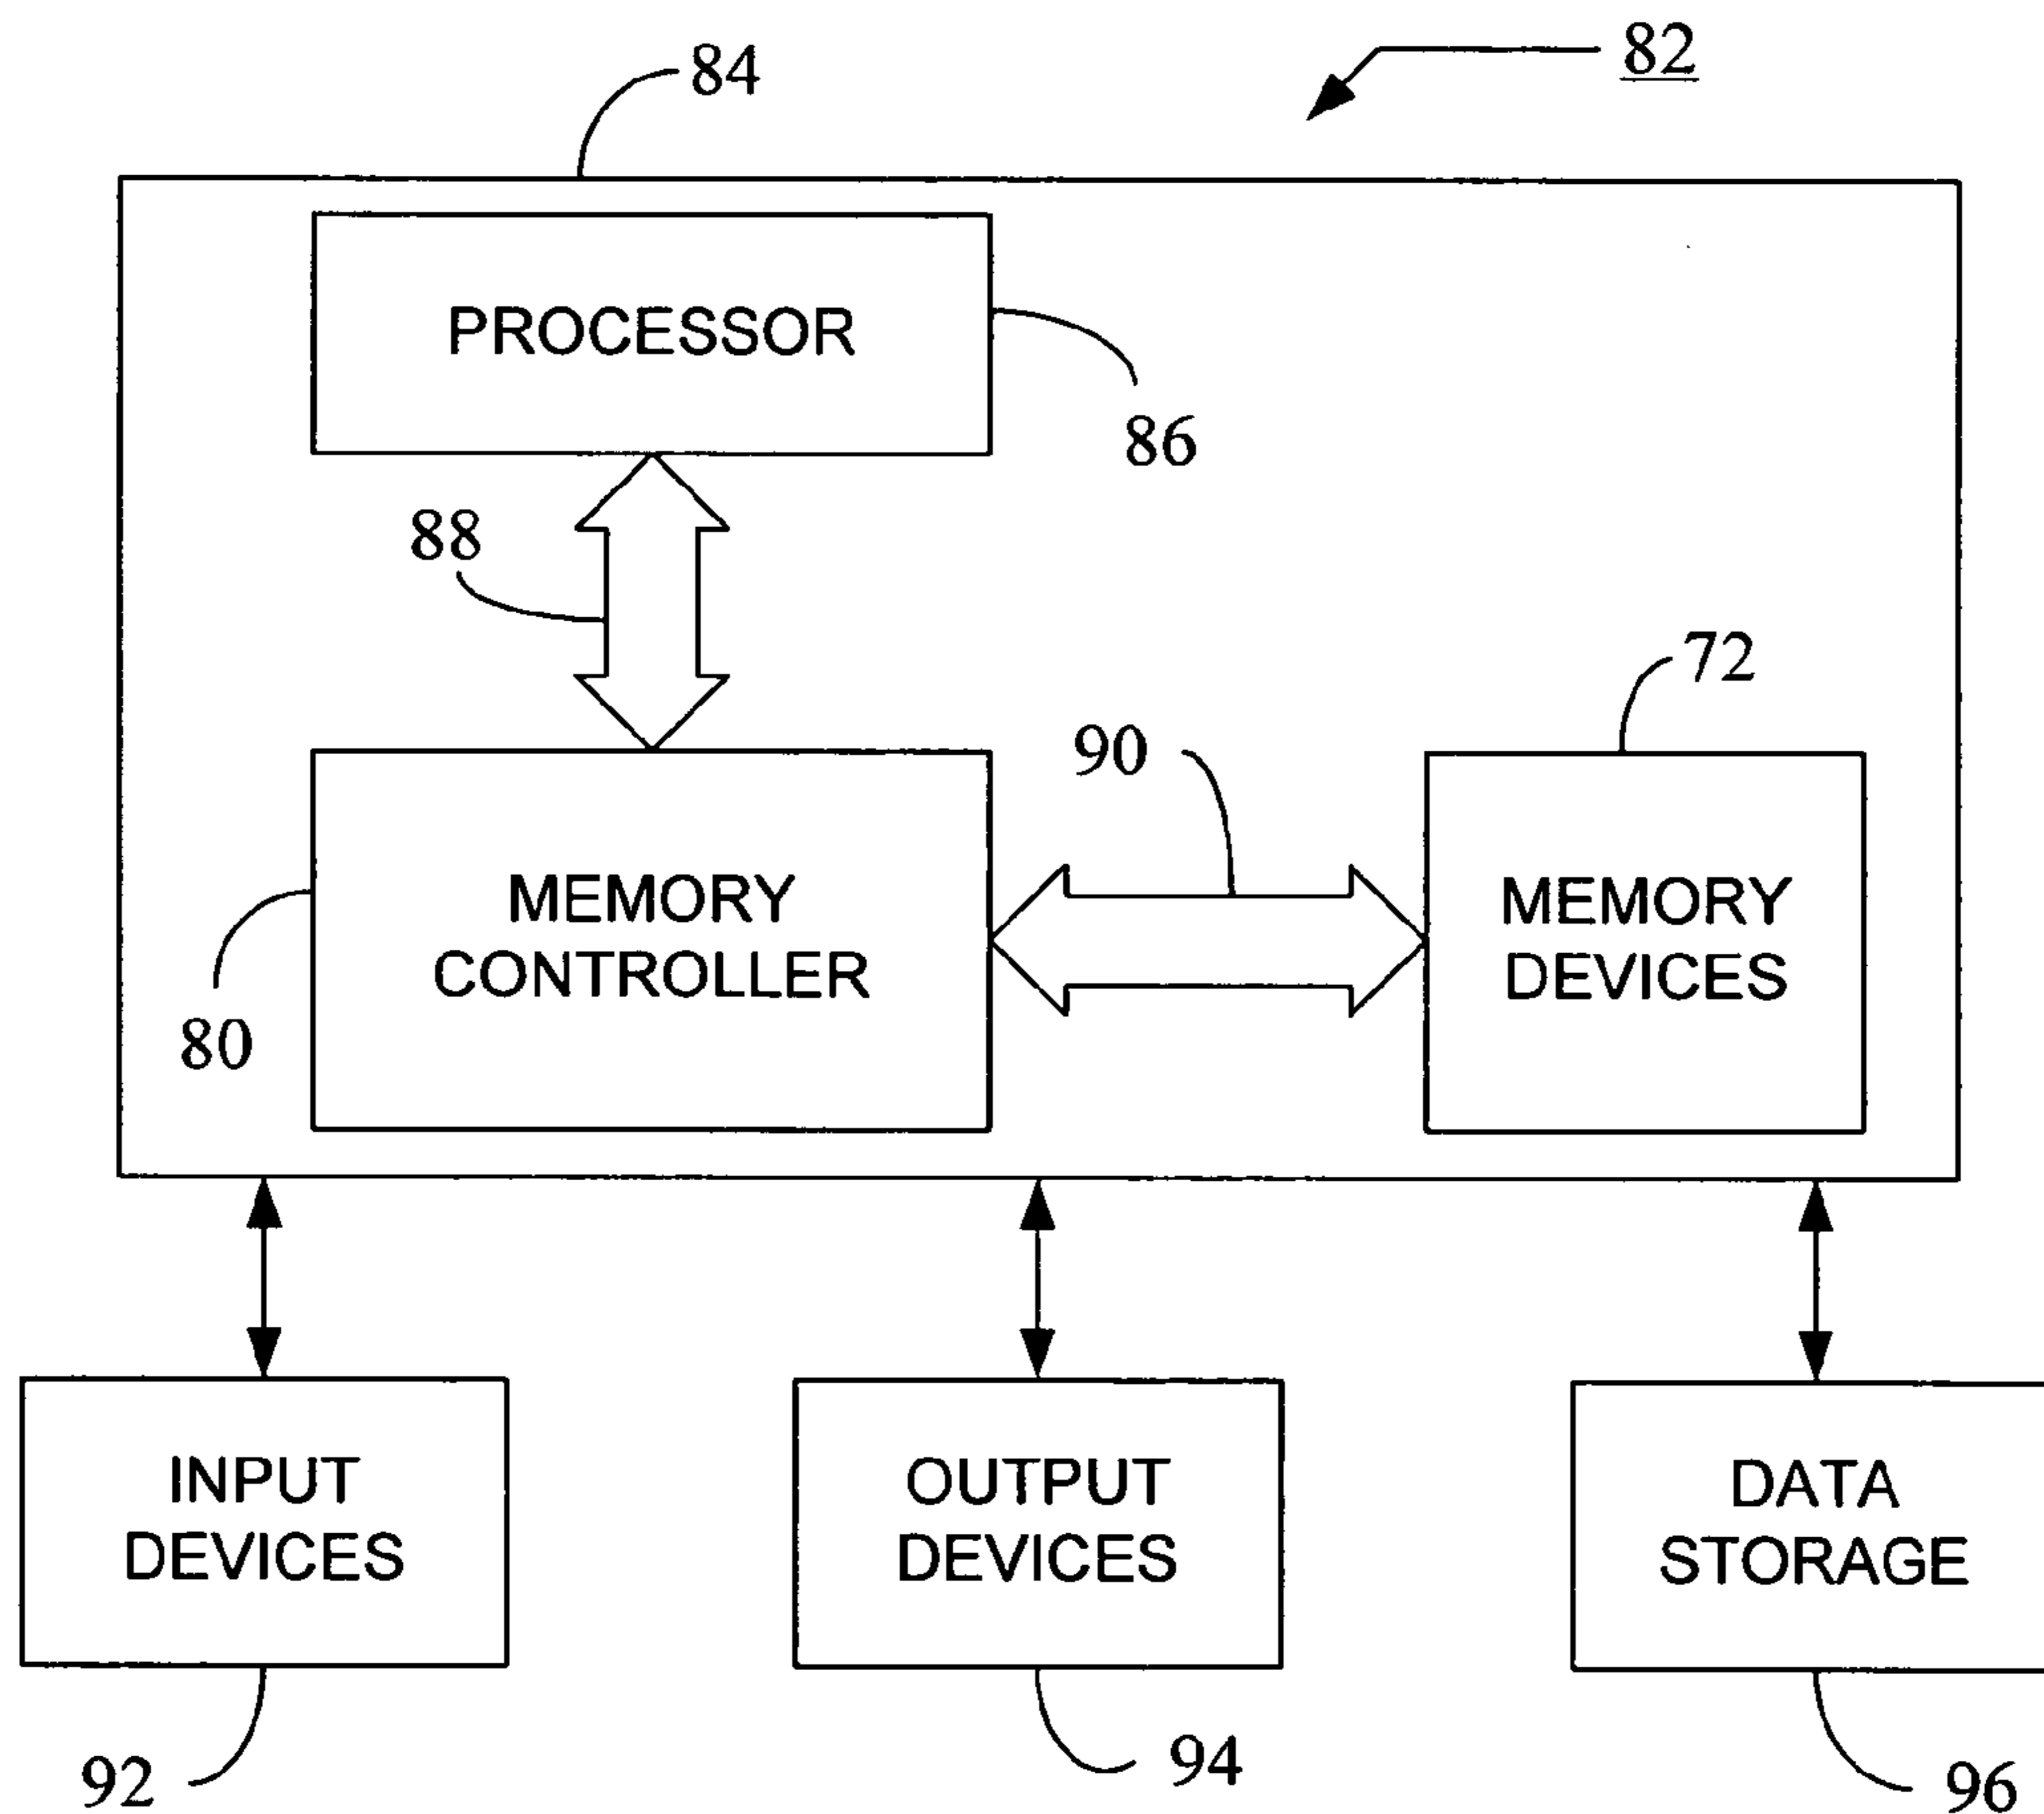 82
84
PROCESSOR
86
88
72
90
MEMORY
CONTROLLER
MEMORY
DEVICES
80
INPUT
DEVICES
OUTPUT
DEVICES
DATA
STORAGE
92
94
96